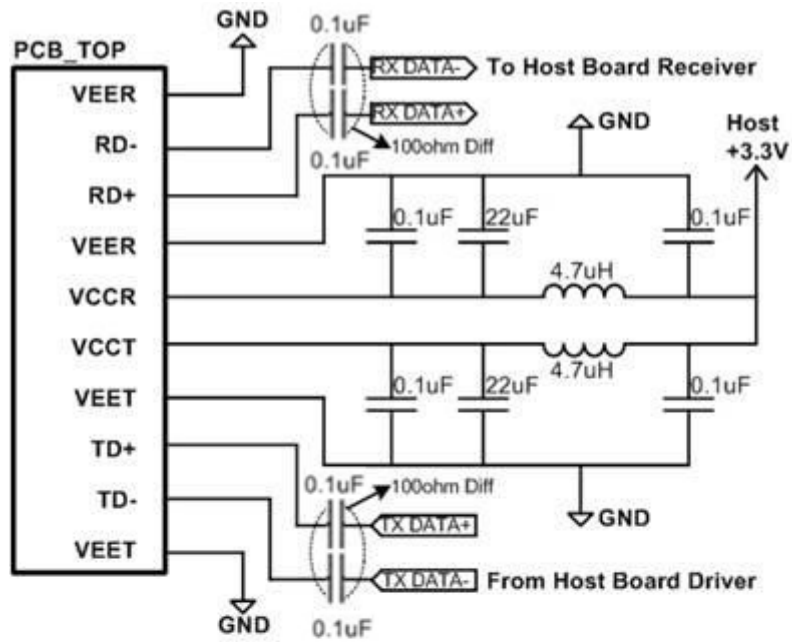 GND
0.1uF
PCB_TOP
VEER
RX DATA-
To Host Board Receiver
RD-
RX DATA+
0.1uF
100ohm Diff
GND
Host
+3.3V
RD+
VEER
0.1uF
22uF
0.1uF
4.7uH
VCCR
VCCT
4.7uH
0.1uF
22uF
0.1uF
VEET
TD+
0.1uF
100ohm Diff
TD-
TX DATA+
GND
VEET
TX DATA-
From Host Board Driver
GND
0.1uF